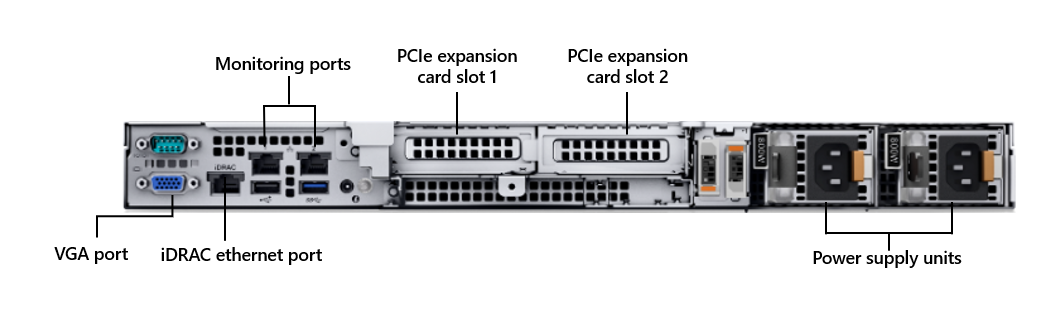 Monitoring ports
PCIe expansion
card slot 1
PCIe expansion
card slot 2
iDRAC
800W
800W
VGA port
iDRAC ethernet port
Power supply units